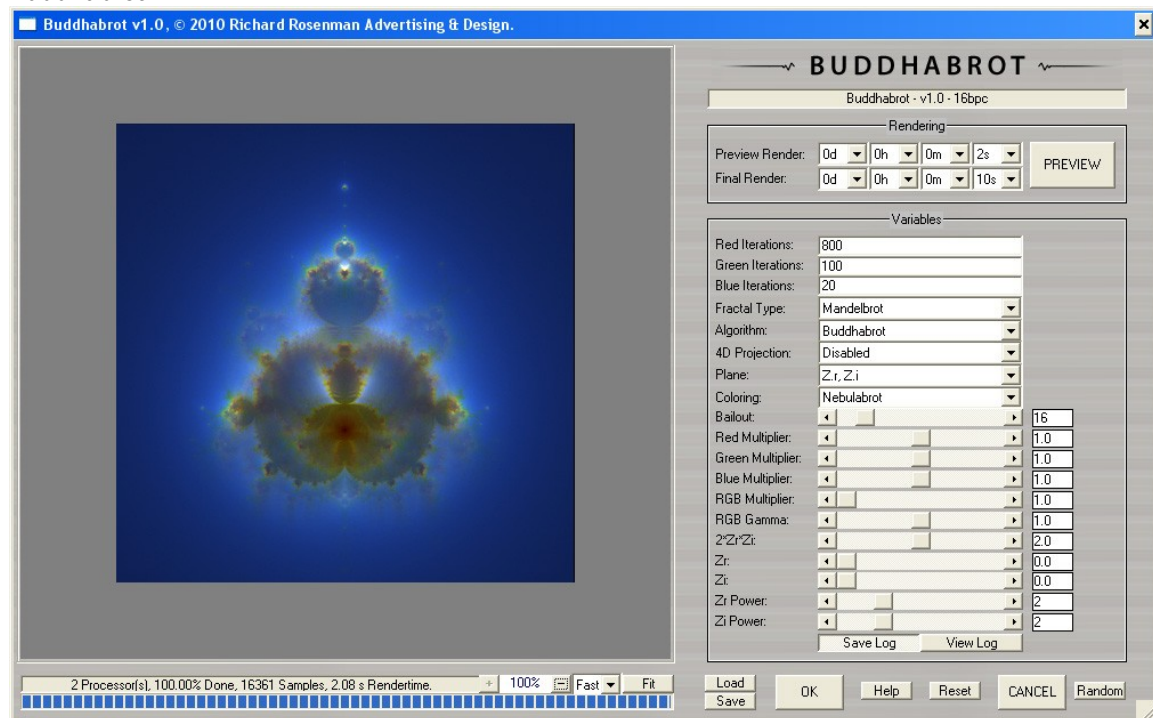 Buddhabrot v1.0, © 2010 Richard Rosenman Advertising & Design.
BUDDHABROT
Buddhabrot - v1.0 - 16bpc
Rendering
Preview Render: 0d 0h 0m 2s
PREVIEW
Final Render: 0d 0h 0m 10s
Variables
Red Iterations: 800
Green Iterations: 100
Blue Iterations: 20
Fractal Type: Mandelbrot
Algorithm: Buddhabrot
4D Projection: Disabled
Plane: Z.r, Z.i
Coloring: Nebulabrot
Bailout: 16
Red Multiplier: 1.0
Green Multiplier: 1.0
Blue Multiplier: 1.0
RGB Multiplier: 1.0
RGB Gamma: 1.0
2*Zr*Zi: 2.0
Zr: 0.0
Zi: 0.0
Zr Power: 2
Zi Power: 2
Save Log View Log
2 Processor(s), 100.00% Done, 16361 Samples, 2.08 s Rendertime. + 100% - Fast Fit
Load
Save
OK Help Reset CANCEL Random